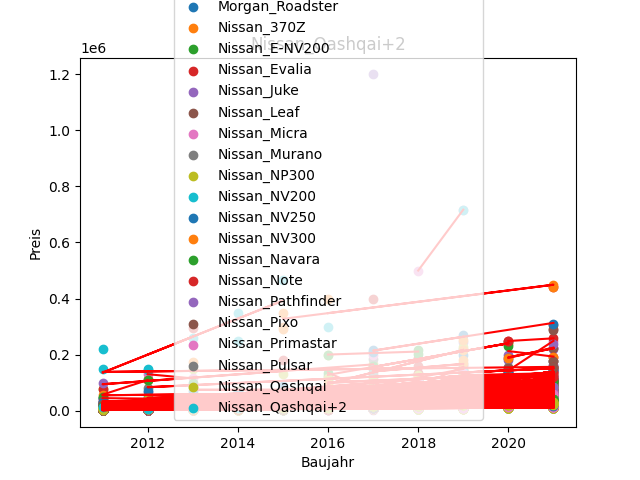 Nissan_Qashqai+2
1e6
1.2
1.0
0.8
0.6
0.4
0.2
0.0
Preis
Morgan_Roadster
Nissan_370Z
Nissan_E-NV200
Nissan_Evalia
Nissan_Juke
Nissan_Leaf
Nissan_Micra
Nissan_Murano
Nissan_NP300
Nissan_NV200
Nissan_NV250
Nissan_NV300
Nissan_Navara
Nissan_Note
Nissan_Pathfinder
Nissan_Pixo
Nissan_Primastar
Nissan_Pulsar
Nissan_Qashqai
Nissan_Qashqai+2
2012 2014 2016 2018 2020
Baujahr